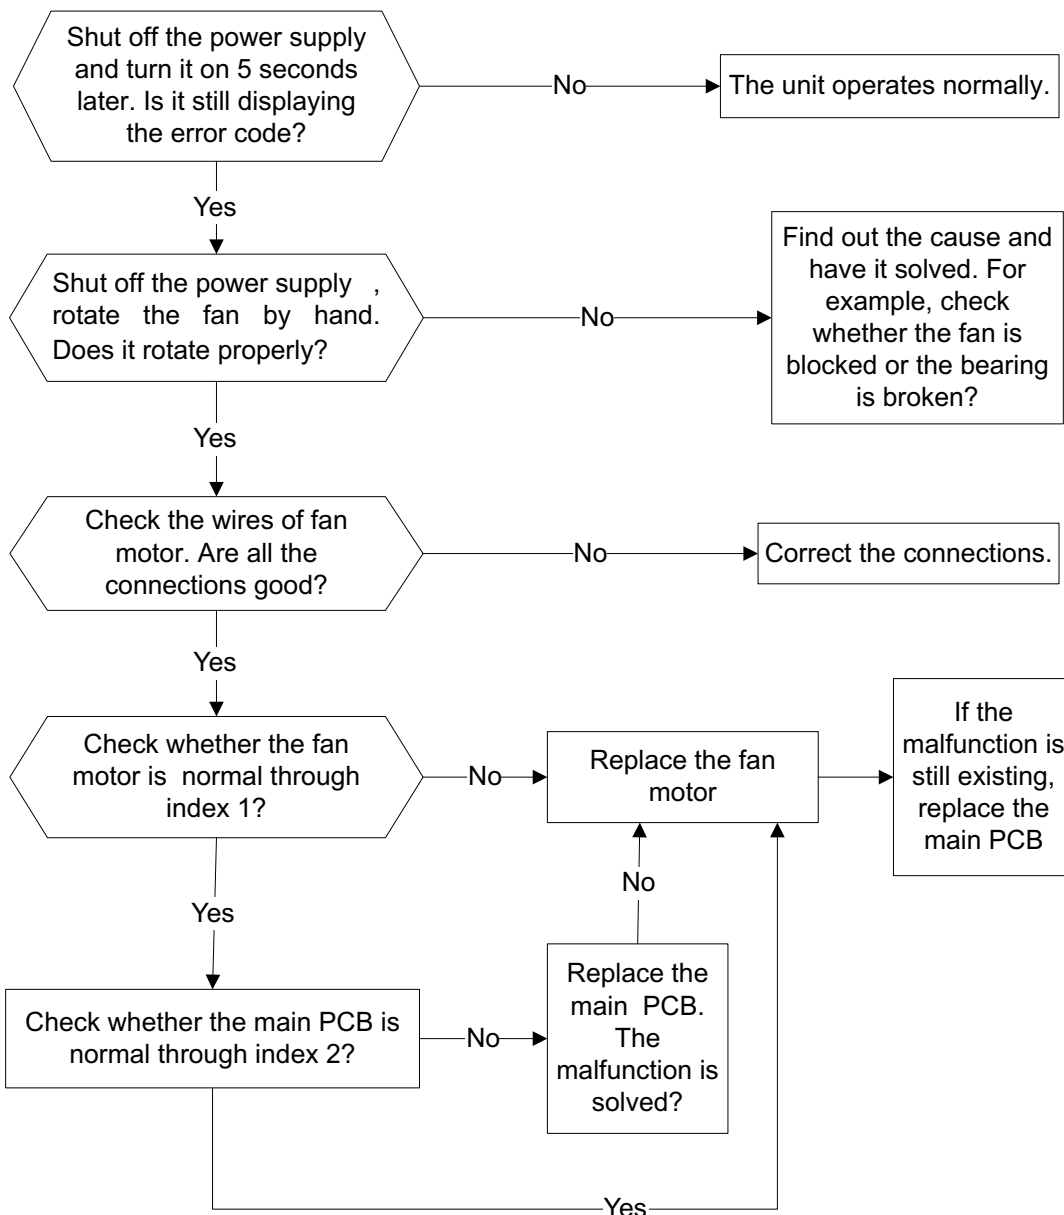 Shut off the power supply
and turn it on 5 seconds
later. Is it still displaying
the error code?
No
The unit operates normally.
Yes
Shut off the power supply ,
rotate the fan by hand.
Does it rotate properly?
No
Find out the cause and
have it solved. For
example, check
whether the fan is
blocked or the bearing
is broken?
Yes
Check the wires of fan
motor. Are all the
connections good?
No
Correct the connections.
Yes
Check whether the fan
motor is normal through
index 1?
No
Replace the fan
motor
If the
malfunction is
still existing,
replace the
main PCB
Yes
No
Check whether the main PCB is
normal through index 2?
No
Replace the
main PCB.
The
malfunction is
solved?
Yes